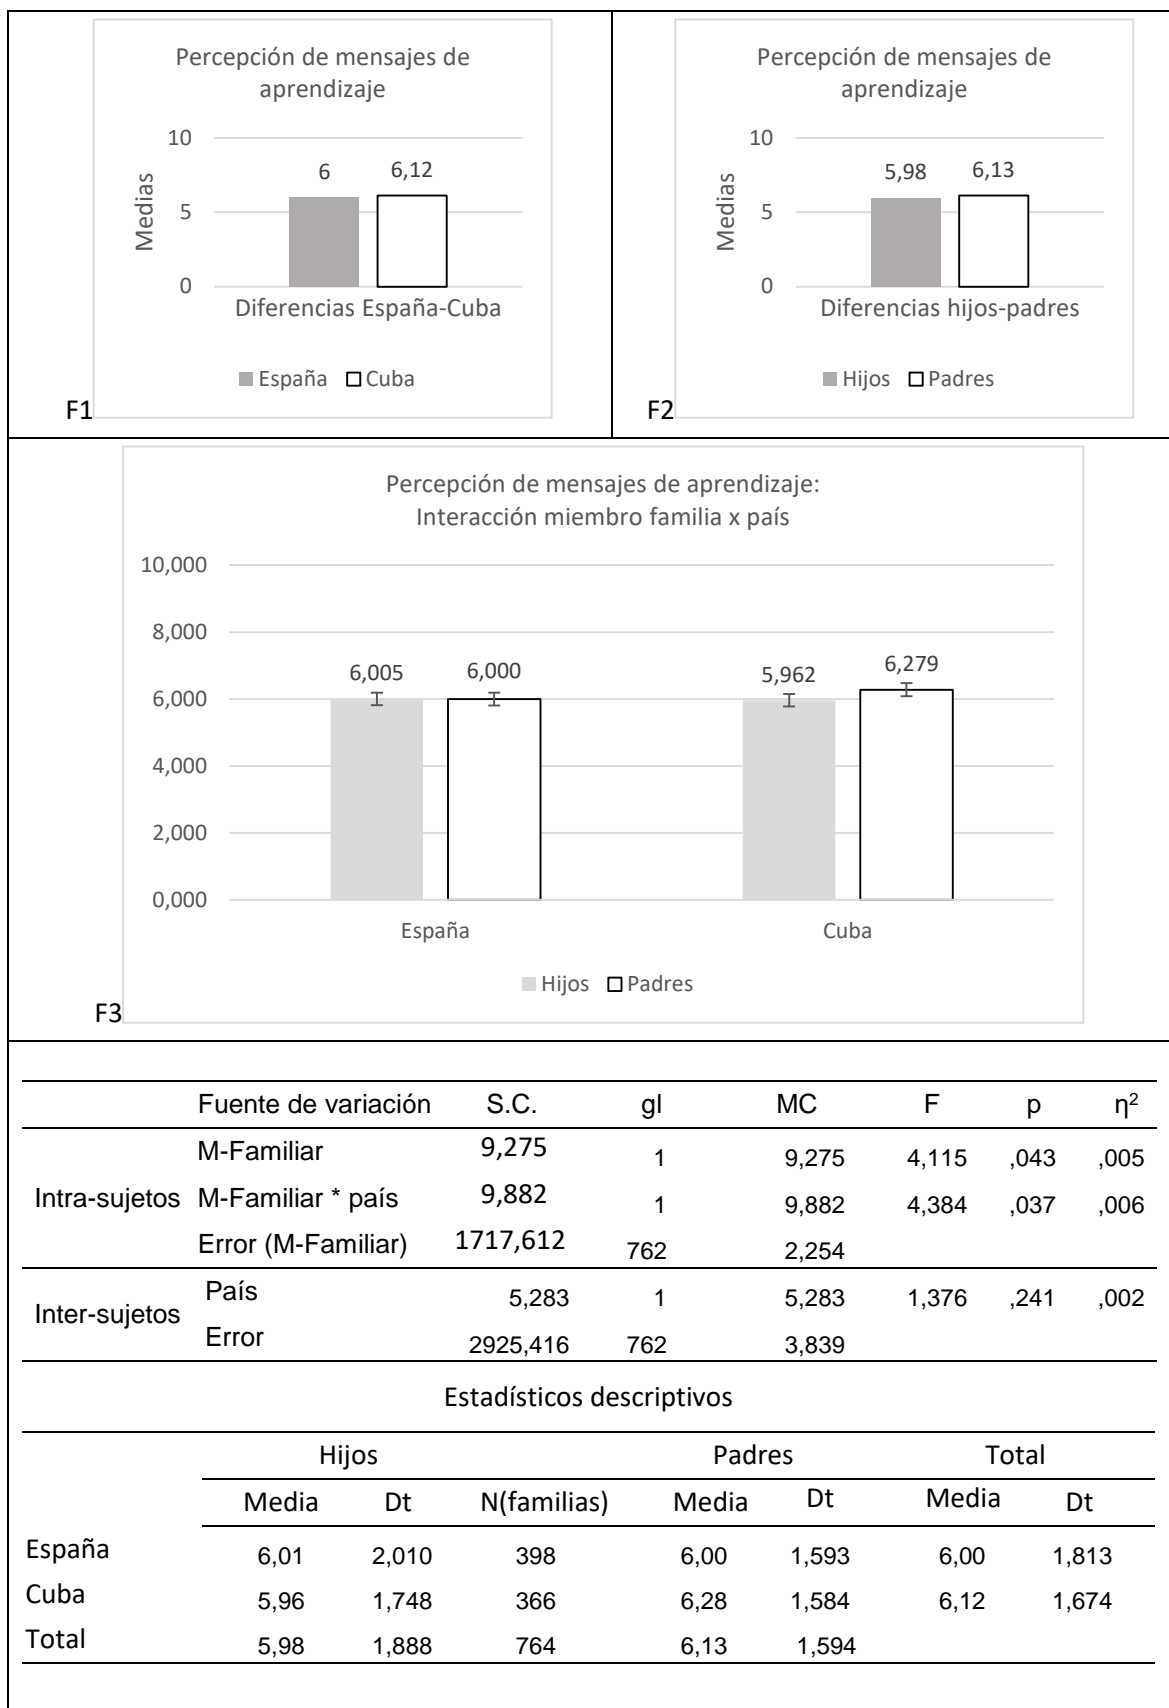 Percepción de mensajes de
aprendizaje
10
5
0
Medias
6
6,12
Diferencias España-Cuba
España Cuba
F1
Percepción de mensajes de
aprendizaje
10
5
0
Medias
5,98
6,13
Diferencias hijos-padres
Hijos Padres
F2
Percepción de mensajes de aprendizaje:
Interacción miembro familia x país
10,000
8,000
6,000
4,000
2,000
0,000
6,005
6,000
5,962
6,279
España
Cuba
Hijos Padres
F3
Fuente de variación S.C. gl MC F p η²
M-Familiar 9,275 1 9,275 4,115 ,043 ,005
Intra-sujetos M-Familiar * país 9,882 1 9,882 4,384 ,037 ,006
Error (M-Familiar) 1717,612 762 2,254
Inter-sujetos País 5,283 1 5,283 1,376 ,241 ,002
Error 2925,416 762 3,839
Estadísticos descriptivos
Hijos Padres Total
Media Dt N(familias) Media Dt Media Dt
España 6,01 2,010 398 6,00 1,593 6,00 1,813
Cuba 5,96 1,748 366 6,28 1,584 6,12 1,674
Total 5,98 1,888 764 6,13 1,594